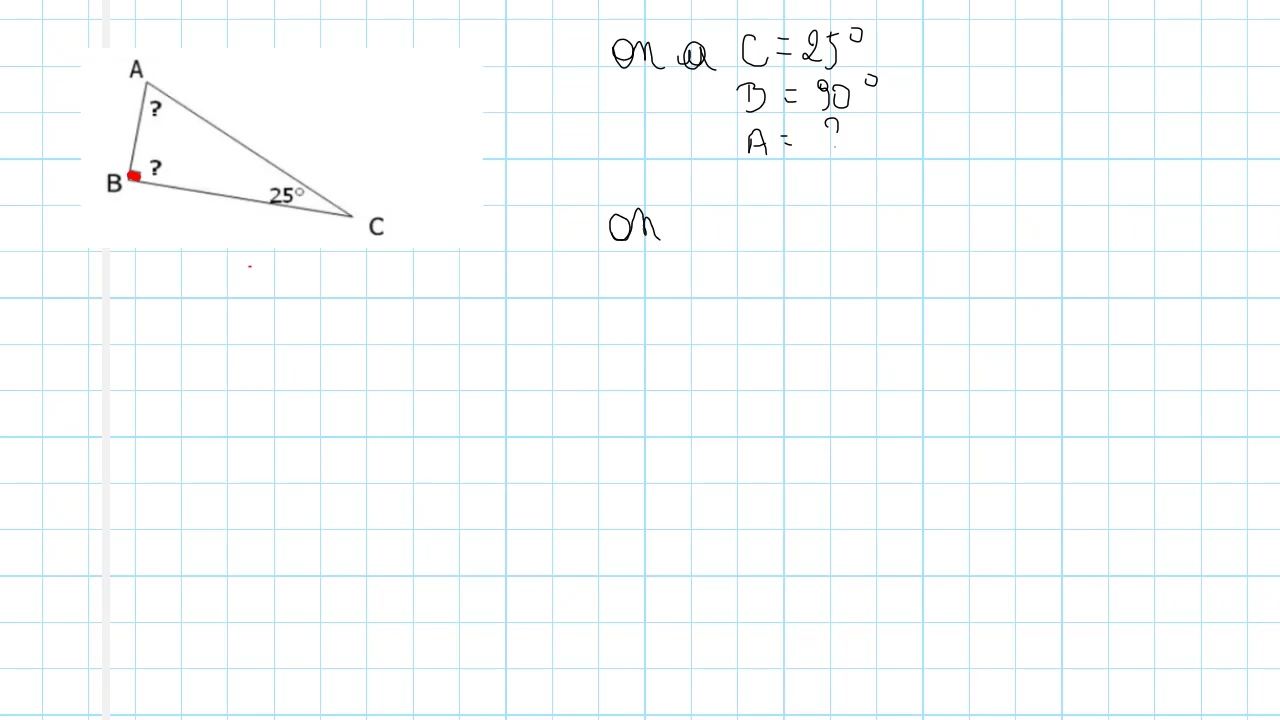 A
?
B ?
25°
C
on a C = 25°
B = 90°
A = ?
on